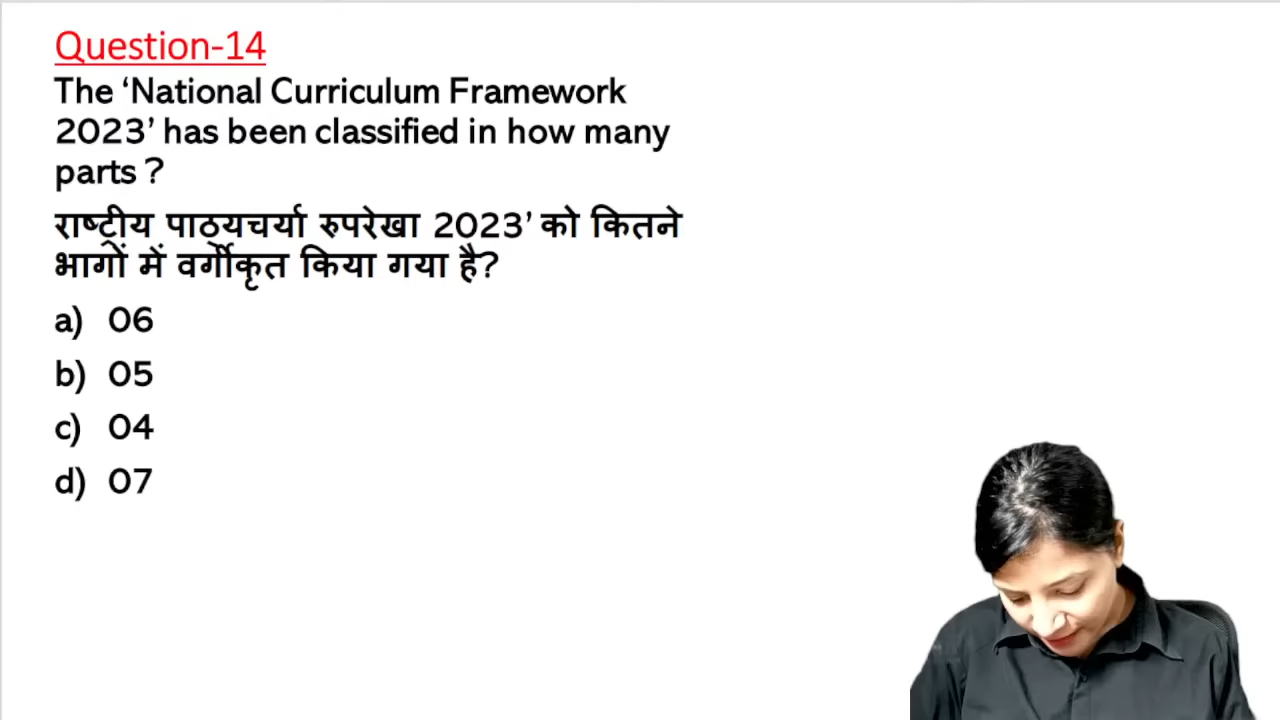 Question-14
The ‘National Curriculum Framework
2023’ has been classified in how many
parts ?
राष्ट्रीय पाठ्यचर्या रुपरेखा 2023’ को कितने
भागों में वर्गीकृत किया गया है?
a) 06
b) 05
c) 04
d) 07